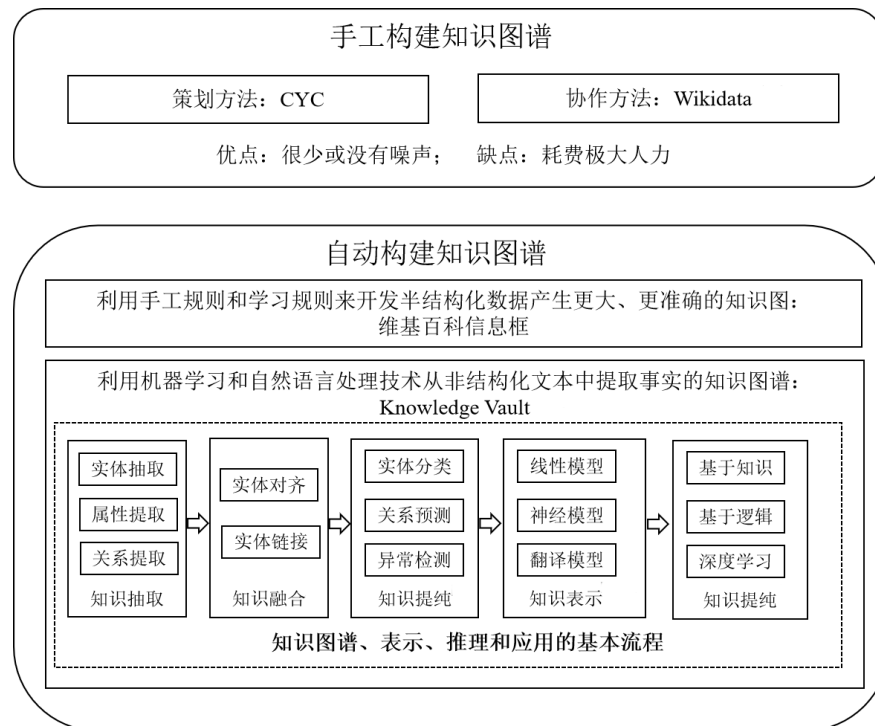 手工构建知识图谱
策划方法：CYC
协作方法：Wikidata
优点：很少或没有噪声；  缺点：耗费极大人力
自动构建知识图谱
利用手工规则和学习规则来开发半结构化数据产生更大、更准确的知识图：
维基百科信息框
利用机器学习和自然语言处理技术从非结构化文本中提取事实的知识图谱：
Knowledge Vault
实体抽取
属性提取
关系提取
知识抽取
实体对齐
实体链接
知识融合
实体分类
关系预测
异常检测
知识提纯
线性模型
神经模型
翻译模型
知识表示
基于知识
基于逻辑
深度学习
知识提纯
知识图谱、表示、推理和应用的基本流程